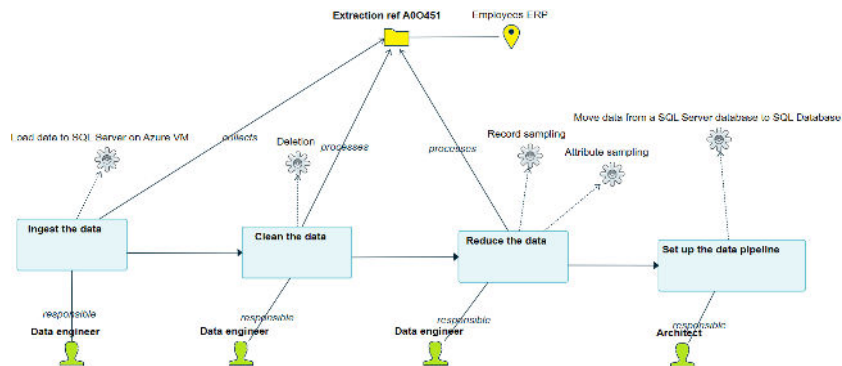 Extraction ref A0O451
Employees ERP
Move data from a SQL Server database to SQL Database
Load data to SQL Server on Azure VM
collects
Deletion
processes
processes
Record sampling
Attribute sampling
Ingest the data
Clean the data
Reduce the data
Set up the data pipeline
responsible
responsible
responsible
responsible
Data engineer
Data engineer
Data engineer
Architect